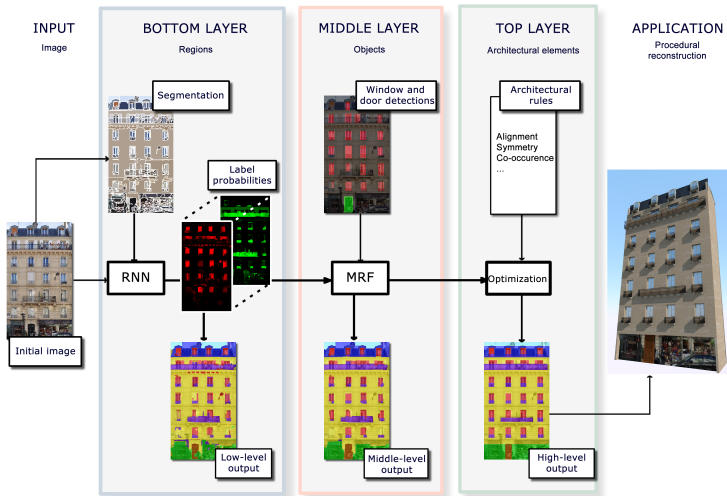 INPUT
Image
BOTTOM LAYER
Regions
MIDDLE LAYER
Objects
TOP LAYER
Architectural elements
APPLICATION
Procedural
reconstruction
Segmentation
Window and
door detections
Architectural
rules
Alignment
Symmetry
Co-occurence
...
Label
probabilities
RNN
MRF
Optimization
Initial image
Low-level
output
Middle-level
output
High-level
output